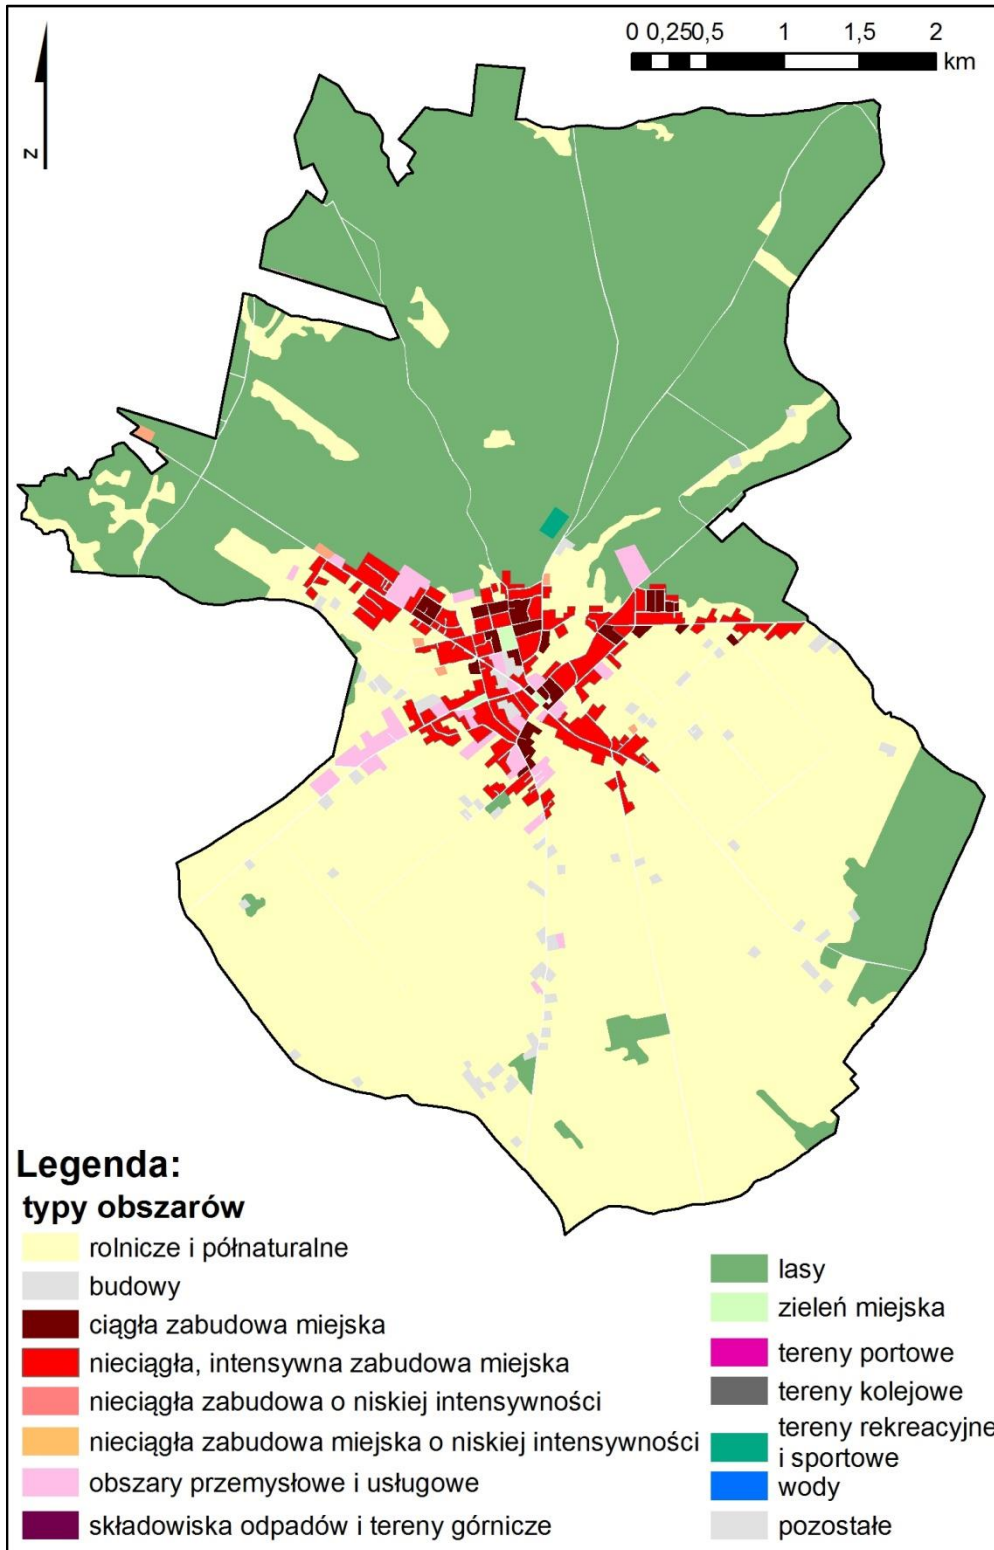 0 0,250,5 1 1,5 2
km
z
Legenda:
typy obszarów
rolnicze i półnaturalne
budowy
ciągła zabudowa miejska
nieciągła, intensywna zabudowa miejska
nieciągła zabudowa o niskiej intensywności
nieciągła zabudowa miejska o niskiej intensywności
obszary przemysłowe i usługowe
składowiska odpadów i tereny górnicze
lasy
zieleń miejska
tereny portowe
tereny kolejowe
tereny rekreacyjne
i sportowe
wody
pozostałe